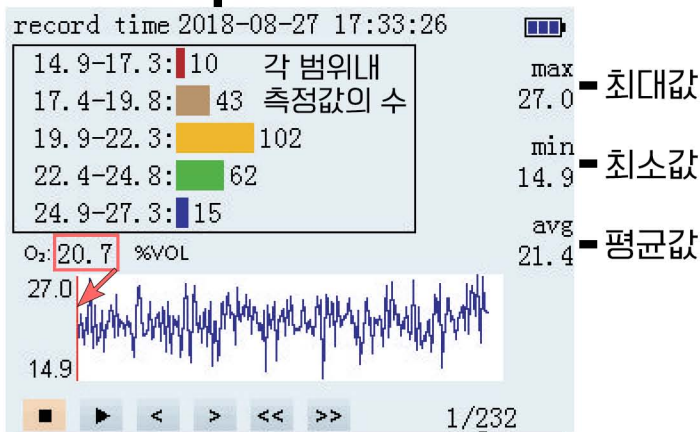 record time 2018-08-27 17:33:26
14.9-17.3: 10
17.4-19.8: 43
19.9-22.3: 102
22.4-24.8: 62
24.9-27.3: 15
각 범위내
측정값의 수
max
27.0
최대값
min
14.9
최소값
avg
21.4
평균값
O₂: 20.7 %VOL
27.0
14.9
■ ▶ < > << >> 1/232